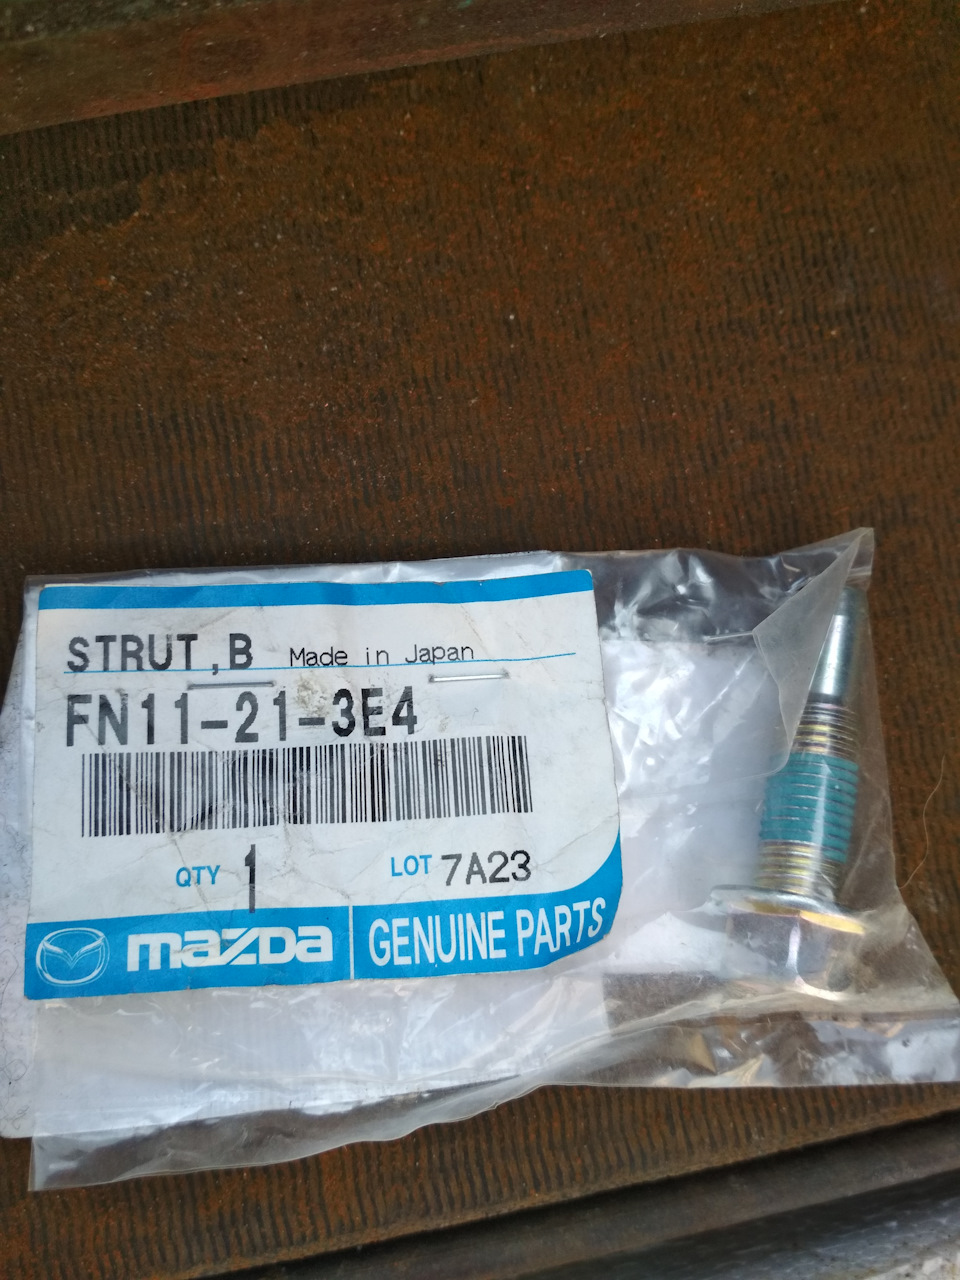 STRUT,B Made in Japan
FN11-21-3E4
QTY 1 LOT 7A23
mazda GENUINE PARTS